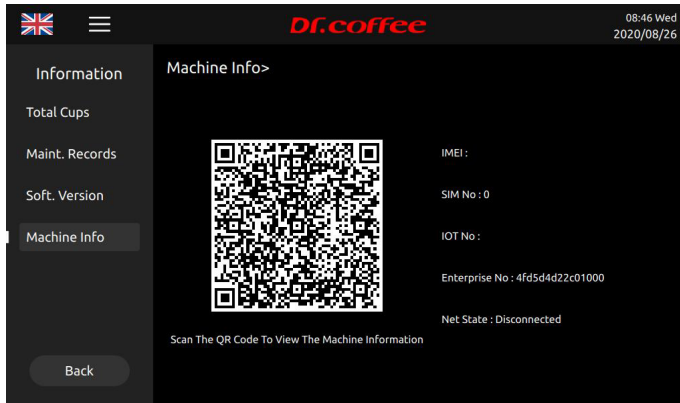 Dr.coffee
08:46 Wed
2020/08/26
Information
Total Cups
Maint. Records
Soft. Version
Machine Info
Back
Machine Info>
Scan The QR Code To View The Machine Information
IMEI :
SIM No : 0
IOT No :
Enterprise No : 4fd5d4d22c01000
Net State : Disconnected